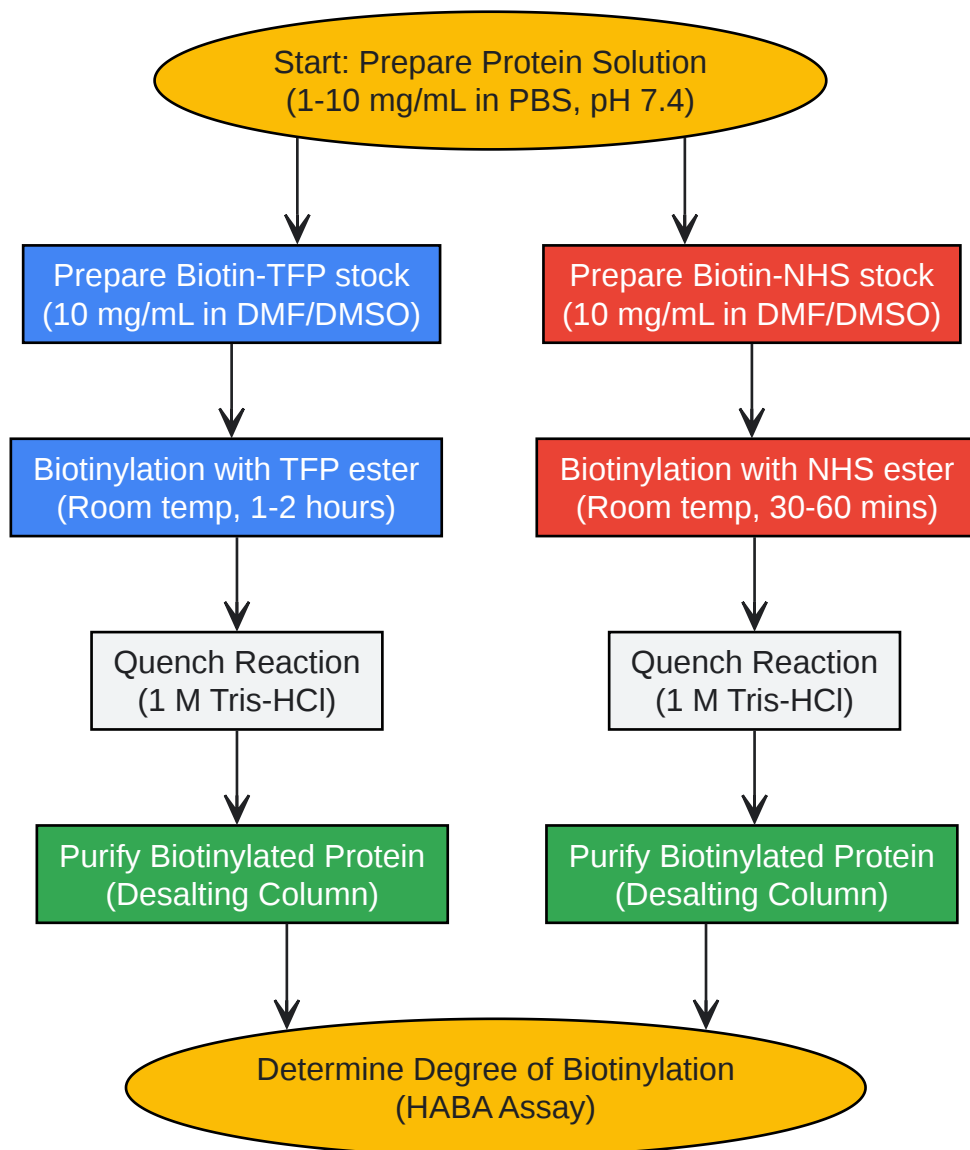 Start: Prepare Protein Solution
(1-10 mg/mL in PBS, pH 7.4)
Prepare Biotin-TFP stock
(10 mg/mL in DMF/DMSO)
Prepare Biotin-NHS stock
(10 mg/mL in DMF/DMSO)
Biotinylation with TFP ester
(Room temp, 1-2 hours)
Biotinylation with NHS ester
(Room temp, 30-60 mins)
Quench Reaction
(1 M Tris-HCl)
Quench Reaction
(1 M Tris-HCl)
Purify Biotinylated Protein
(Desalting Column)
Purify Biotinylated Protein
(Desalting Column)
Determine Degree of Biotinylation
(HABA Assay)